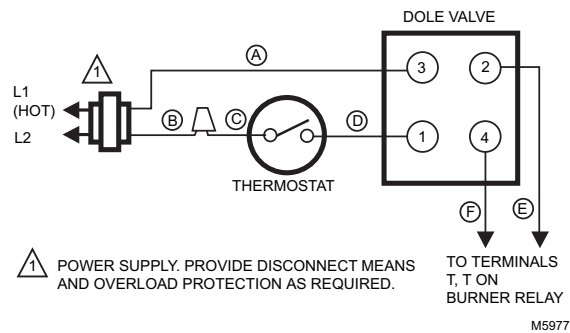 DOLE VALVE
A
1
3
2
L1
(HOT)
B
C
D
L2
1
4
THERMOSTAT
F
E
1 POWER SUPPLY. PROVIDE DISCONNECT MEANS
AND OVERLOAD PROTECTION AS REQUIRED.
TO TERMINALS
T, T ON
BURNER RELAY
M5977